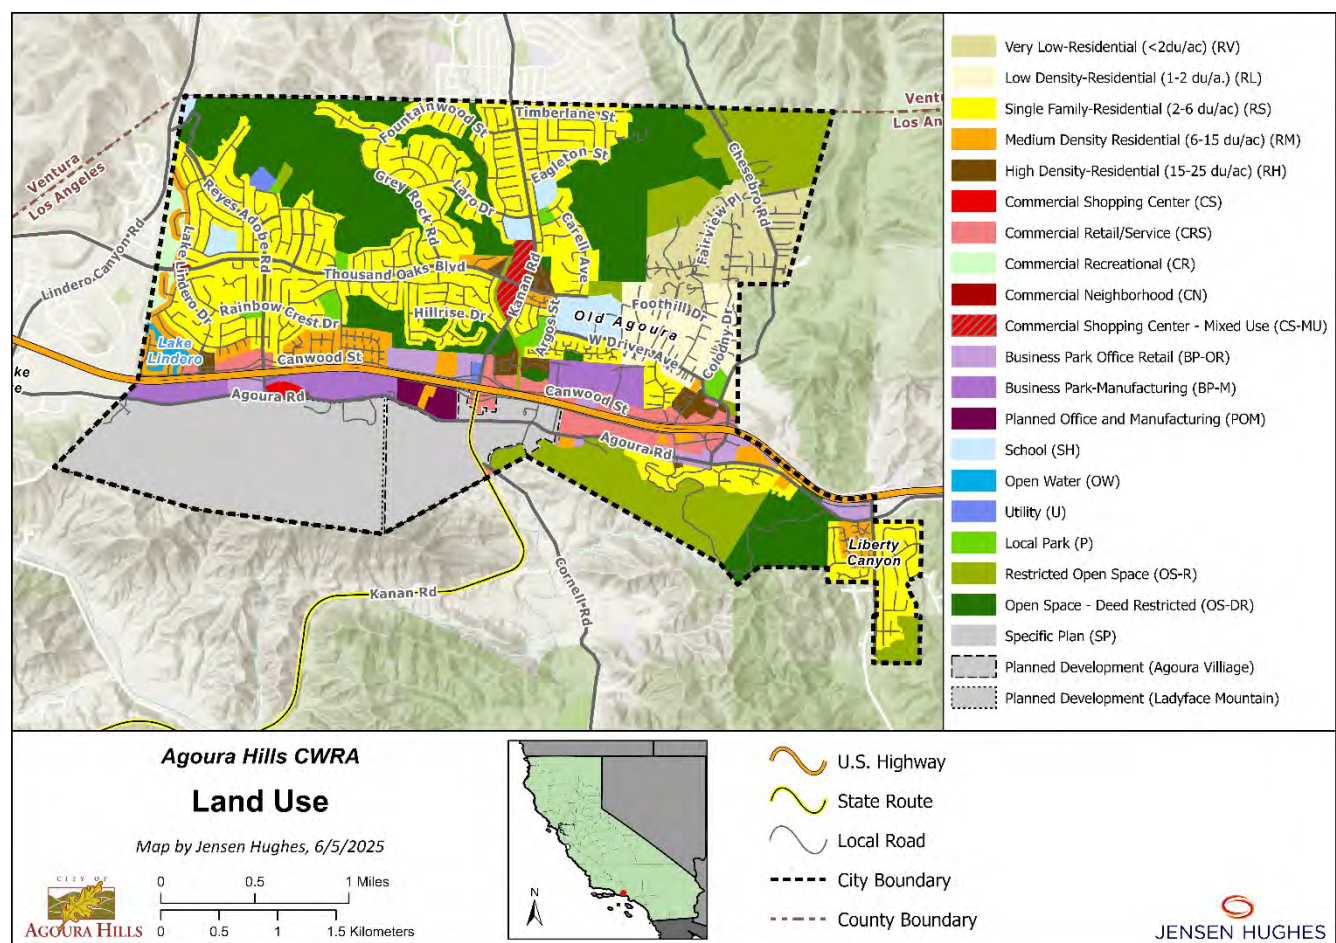 Ventura
Los Angeles
Lindero Canyon Rd
Reyes Adobe Rd
Lake Lindero Dr
Fountainwood St
Timberlane St
Eagleton St
Grey Rock Rd
Laro Dr
Carell Ave
Chesebro Rd
Fairview Pl
Ventu
Los An
Thousand Oaks Blvd
Kanan Rd
Rainbow Crest Dr
Hillrise Dr
Argos St
Foothill Dr
Old Agoura
W Driver Ave
Colodny Dr
Lake
Lindero
Canwood St
ke
e
Agoura Rd
Canwood St
Agoura Rd
Liberty
Canyon
Kanan Rd
Cornell Rd
Very Low-Residential (<2du/ac) (RV)
Low Density-Residential (1-2 du/a.) (RL)
Single Family-Residential (2-6 du/ac) (RS)
Medium Density Residential (6-15 du/ac) (RM)
High Density-Residential (15-25 du/ac) (RH)
Commercial Shopping Center (CS)
Commercial Retail/Service (CRS)
Commercial Recreational (CR)
Commercial Neighborhood (CN)
Commercial Shopping Center - Mixed Use (CS-MU)
Business Park Office Retail (BP-OR)
Business Park-Manufacturing (BP-M)
Planned Office and Manufacturing (POM)
School (SH)
Open Water (OW)
Utility (U)
Local Park (P)
Restricted Open Space (OS-R)
Open Space - Deed Restricted (OS-DR)
Specific Plan (SP)
Planned Development (Agoura Villiage)
Planned Development (Ladyface Mountain)
Agoura Hills CWRA
Land Use
Map by Jensen Hughes, 6/5/2025
CITY OF
AGOURA HILLS
0 0.5 1 Miles
0 0.5 1 1.5 Kilometers
N
U.S. Highway
State Route
Local Road
City Boundary
County Boundary
JENSEN HUGHES